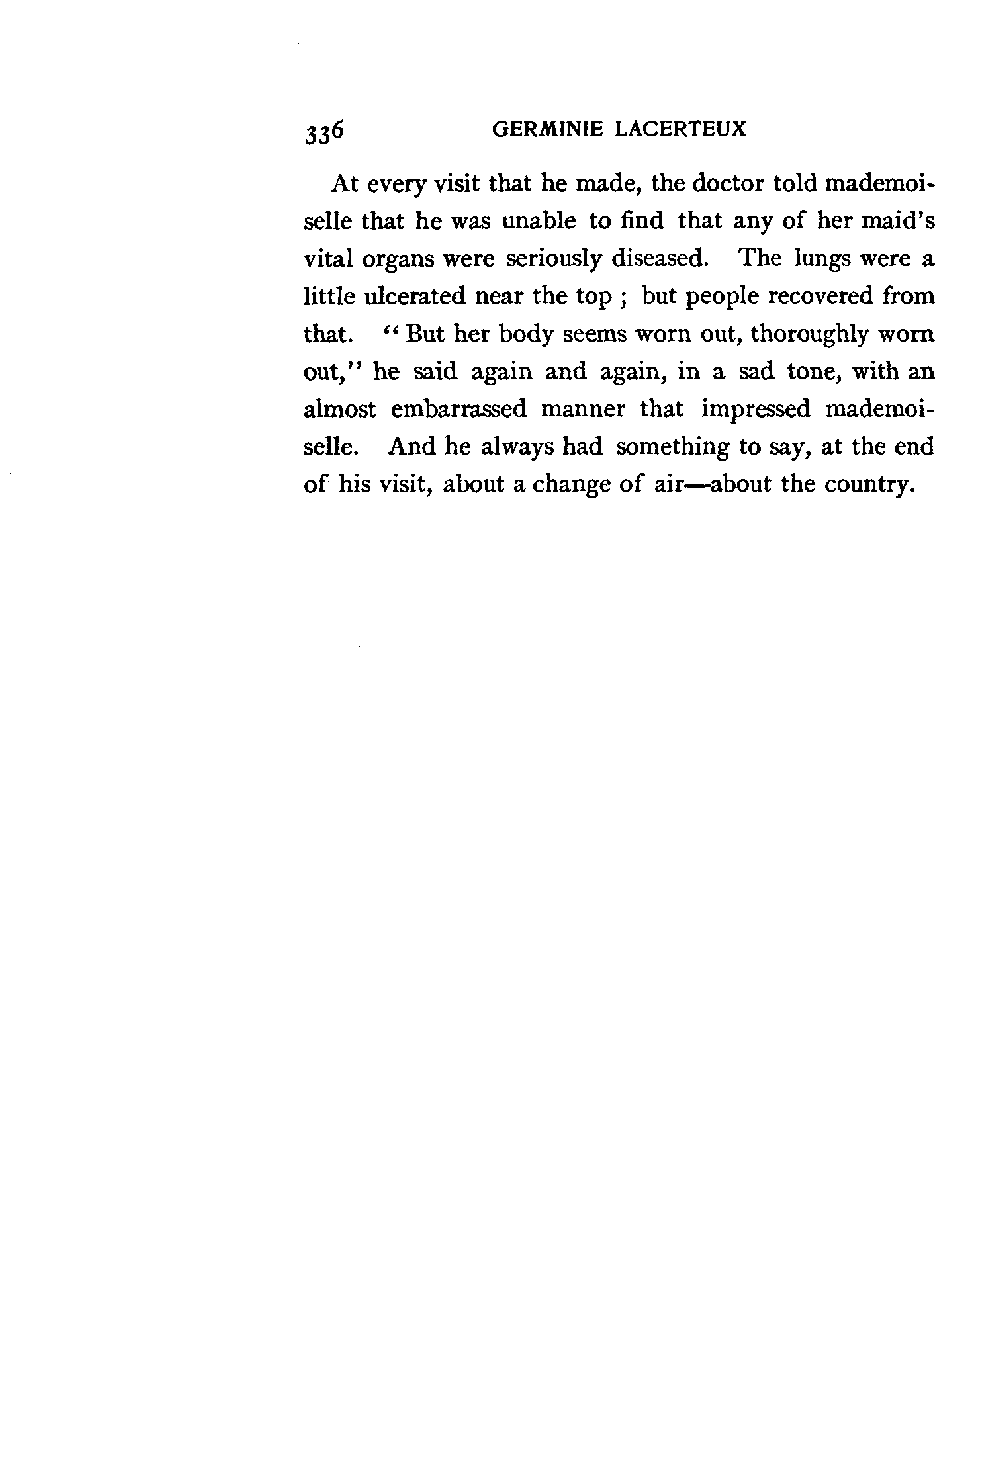 336 GERMINIE LACERTEUX
At every visit that he made, the doctor told mademoi-
selle that he was unable to find that any of her maid's
vital organs were seriously diseased. The lungs were a
little ulcerated near the top ; but people recovered from
that. " But her body seems worn out, thoroughly worn
out," he said again and again, in a sad tone, with an
almost embarrassed manner that impressed mademoi-
selle. And he always had something to say, at the end
of his visit, about a change of air—about the country.